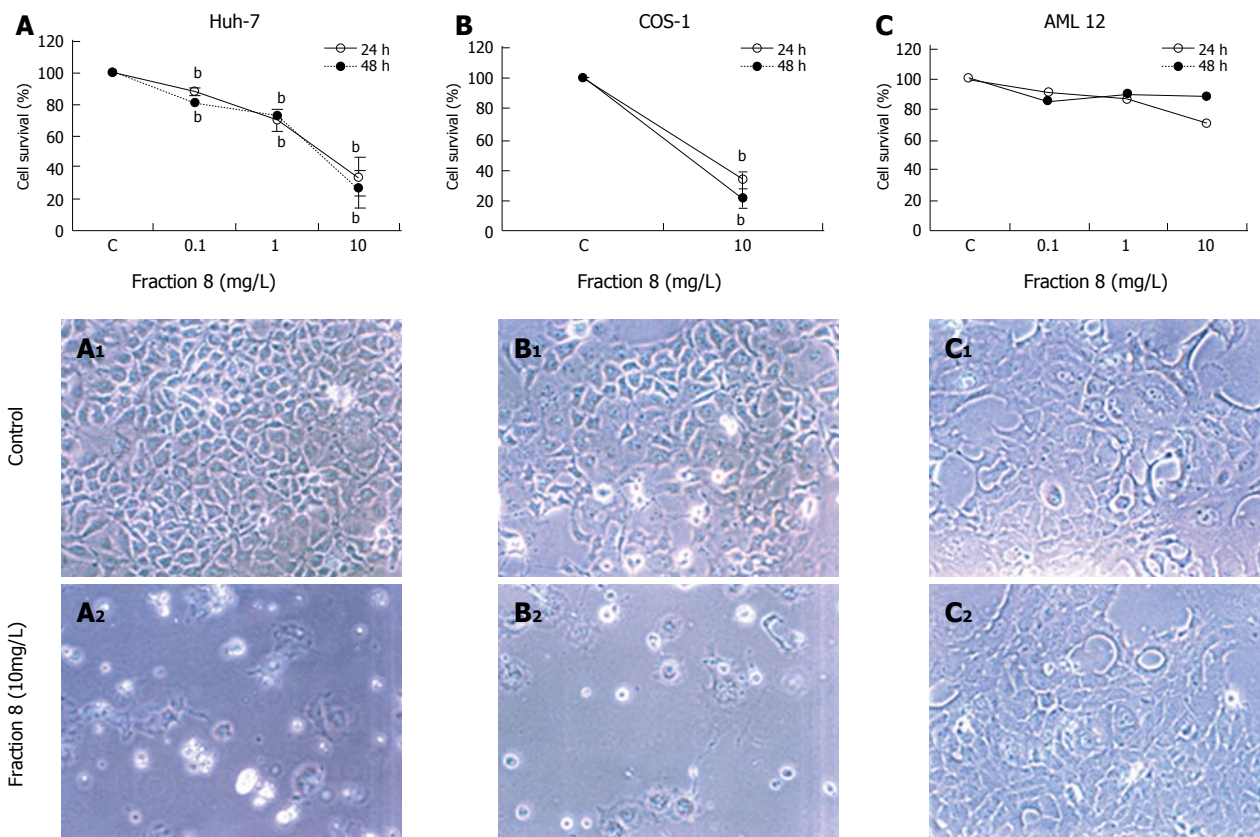 A
Huh-7
Cell survival (%)
120
100
80
60
40
20
0
24 h
48 h
b
b
b
b
b
b
C
0.1
1
10
Fraction 8 (mg/L)
B
COS-1
Cell survival (%)
120
100
80
60
40
20
0
24 h
48 h
b
b
C
10
Fraction 8 (mg/L)
C
AML 12
Cell survival (%)
120
100
80
60
40
20
0
24 h
48 h
C
0.1
1
10
Fraction 8 (mg/L)
Control
A1
B1
C1
Fraction 8 (10mg/L)
A2
B2
C2